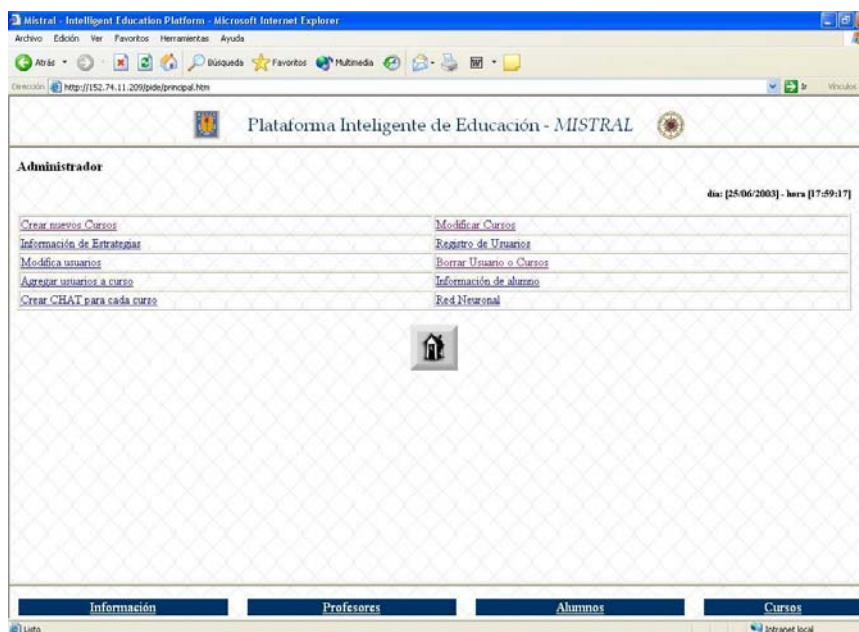 Mistral - Intelligent Education Platform - Microsoft Internet Explorer
Archivo Edición Ver Favoritos Herramientas Ayuda
Atrás Búsqueda Favoritos Multimedia
Dirección http://152.74.11.209/pide/principal.htm Ir Vínculos
Plataforma Inteligente de Educación - MISTRAL
Administrador
dia: [25/06/2003] - hora [17:59:17]
Crear nuevos Cursos Modificar Cursos
Información de Estrategias Registro de Usuarios
Modifica usuarios Borrar Usuario o Cursos
Agregar usuarios a curso Información de alumno
Crear CHAT para cada curso Red Neuronal
Información Profesores Alumnos Cursos
Listo Intranet local